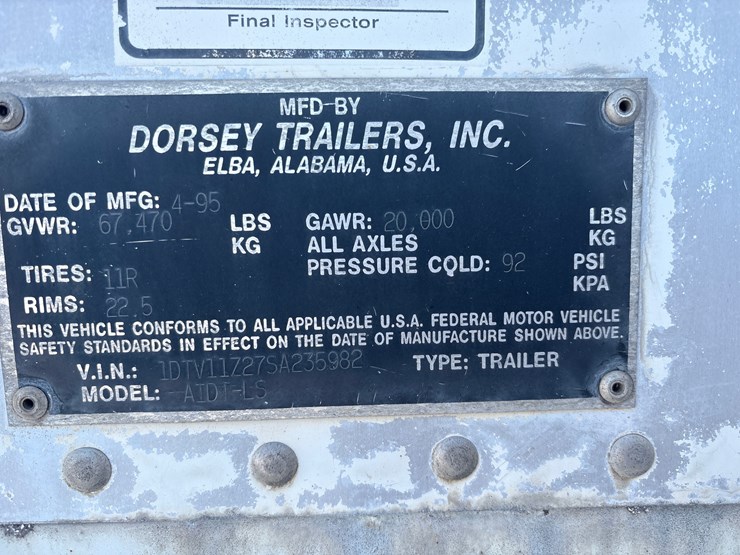 Final Inspector
MFD BY
DORSEY TRAILERS, INC.
ELBA, ALABAMA, U.S.A.
DATE OF MFG: 4-95
GVWR: 67,470 LBS GAWR: 20,000 LBS
KG ALL AXLES KG
TIRES: 11R PRESSURE COLD: 92 PSI
KPA
RIMS: 22.5
THIS VEHICLE CONFORMS TO ALL APPLICABLE U.S.A. FEDERAL MOTOR VEHICLE
SAFETY STANDARDS IN EFFECT ON THE DATE OF MANUFACTURE SHOWN ABOVE.
V.I.N.: 1DTV11Z27SA235982 TYPE: TRAILER
MODEL: AIDT-LS